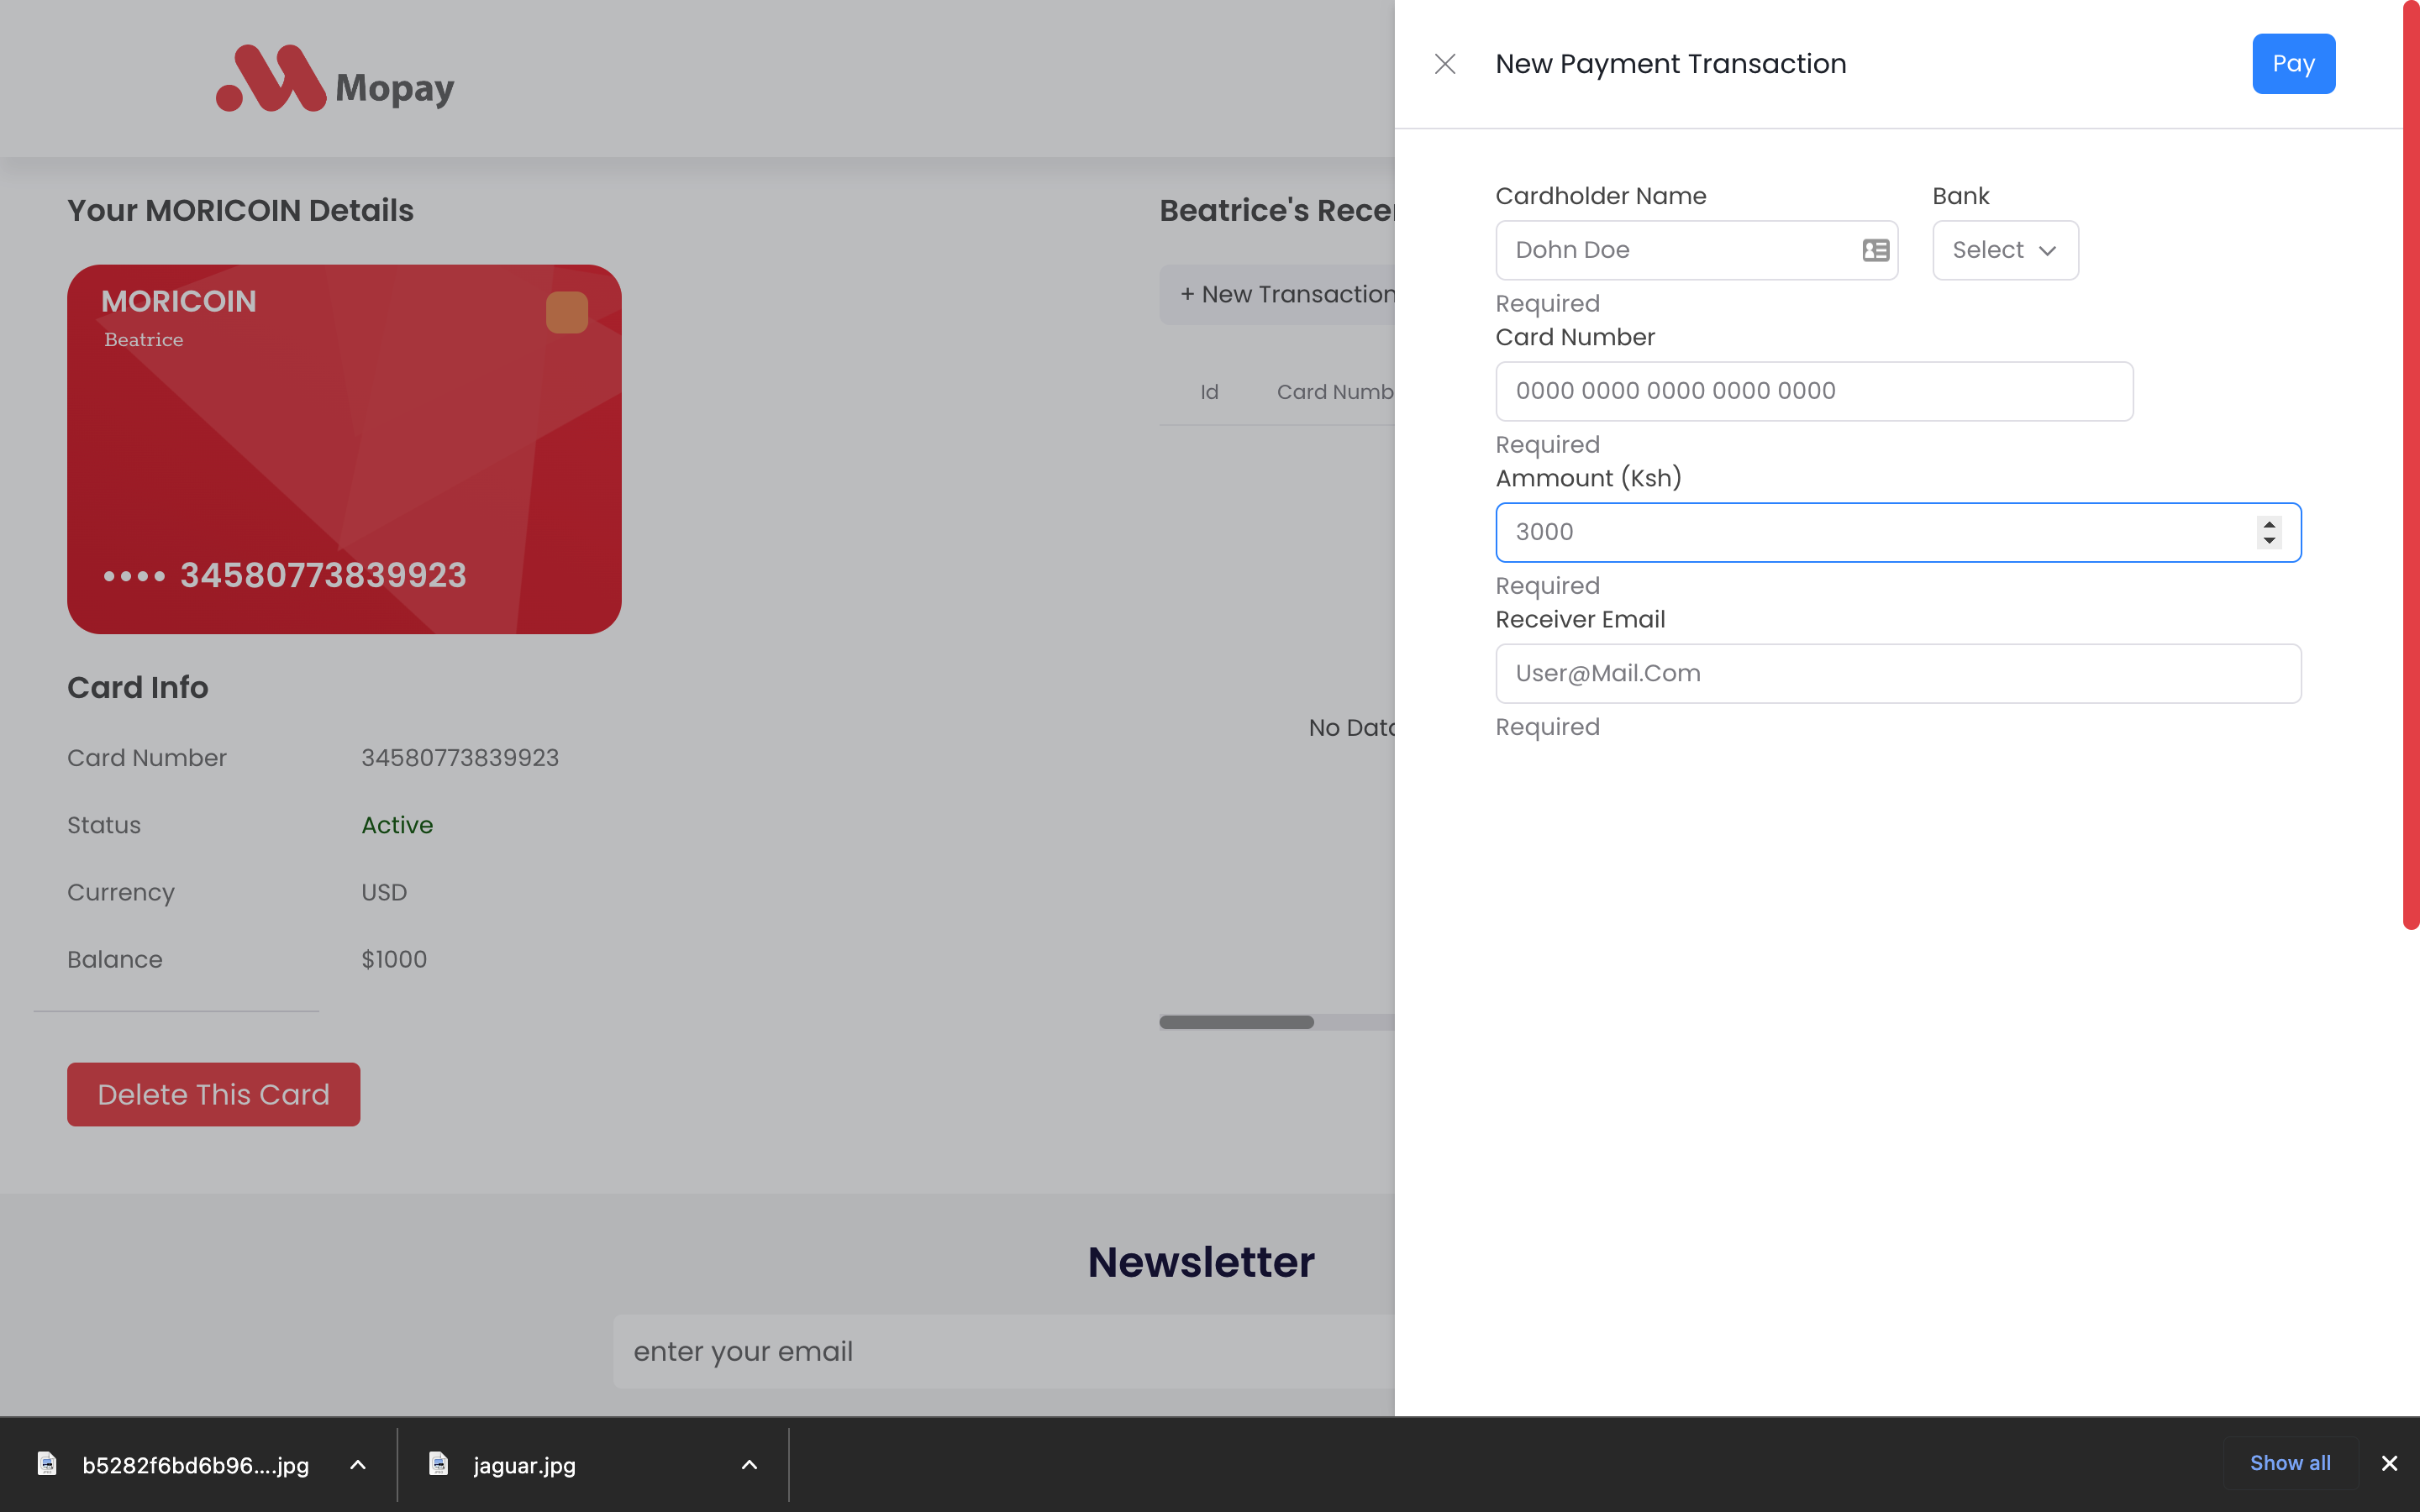 Mopay
Your MORICOIN Details
MORICOIN
Beatrice
•••• 34580773839923
Card Info
Card Number 34580773839923
Status Active
Currency USD
Balance $1000
Delete This Card
Beatrice's Rece
+ New Transaction
Id Card Numb
No Data
New Payment Transaction
Pay
Cardholder Name Bank
Dohn Doe Select
Required
Card Number
0000 0000 0000 0000 0000
Required
Ammount (Ksh)
3000
Required
Receiver Email
User@Mail.Com
Required
Newsletter
enter your email
b5282f6bd6b96....jpg
jaguar.jpg
Show all